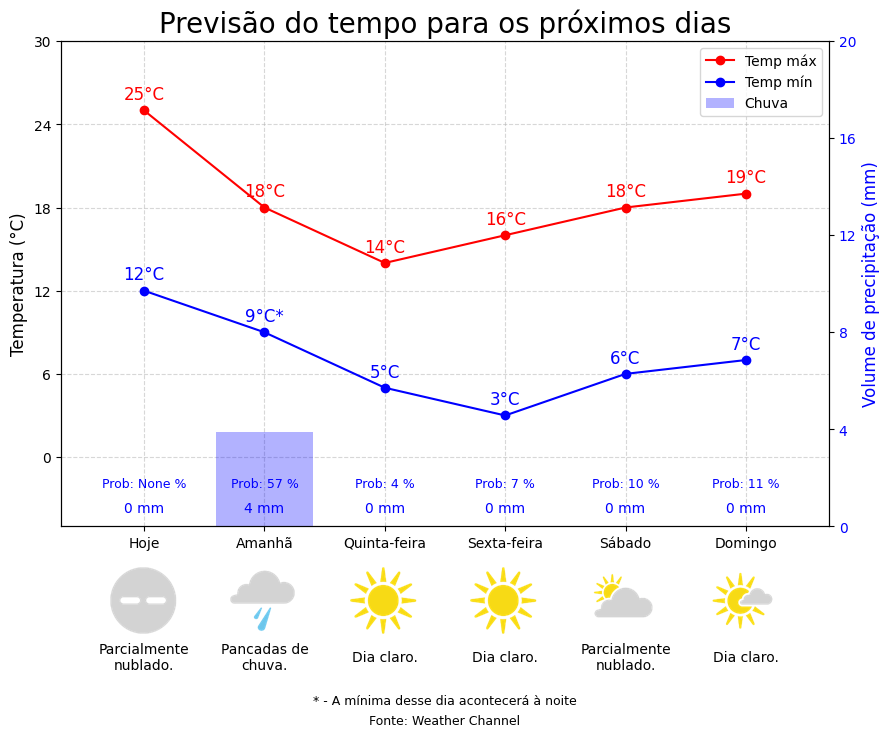 Previsão do tempo para os próximos dias
Temperatura (°C)
30
24
18
12
6
0
Volume de precipitação (mm)
20
16
12
8
4
0
Temp máx
Temp mín
Chuva
25°C
18°C
14°C
16°C
18°C
19°C
12°C
9°C*
5°C
3°C
6°C
7°C
Prob: None %
Prob: 57 %
Prob: 4 %
Prob: 7 %
Prob: 10 %
Prob: 11 %
0 mm
4 mm
0 mm
0 mm
0 mm
0 mm
Hoje
Amanhã
Quinta-feira
Sexta-feira
Sábado
Domingo
Parcialmente
nublado.
Pancadas de
chuva.
Dia claro.
Dia claro.
Parcialmente
nublado.
Dia claro.
* - A mínima desse dia acontecerá à noite
Fonte: Weather Channel